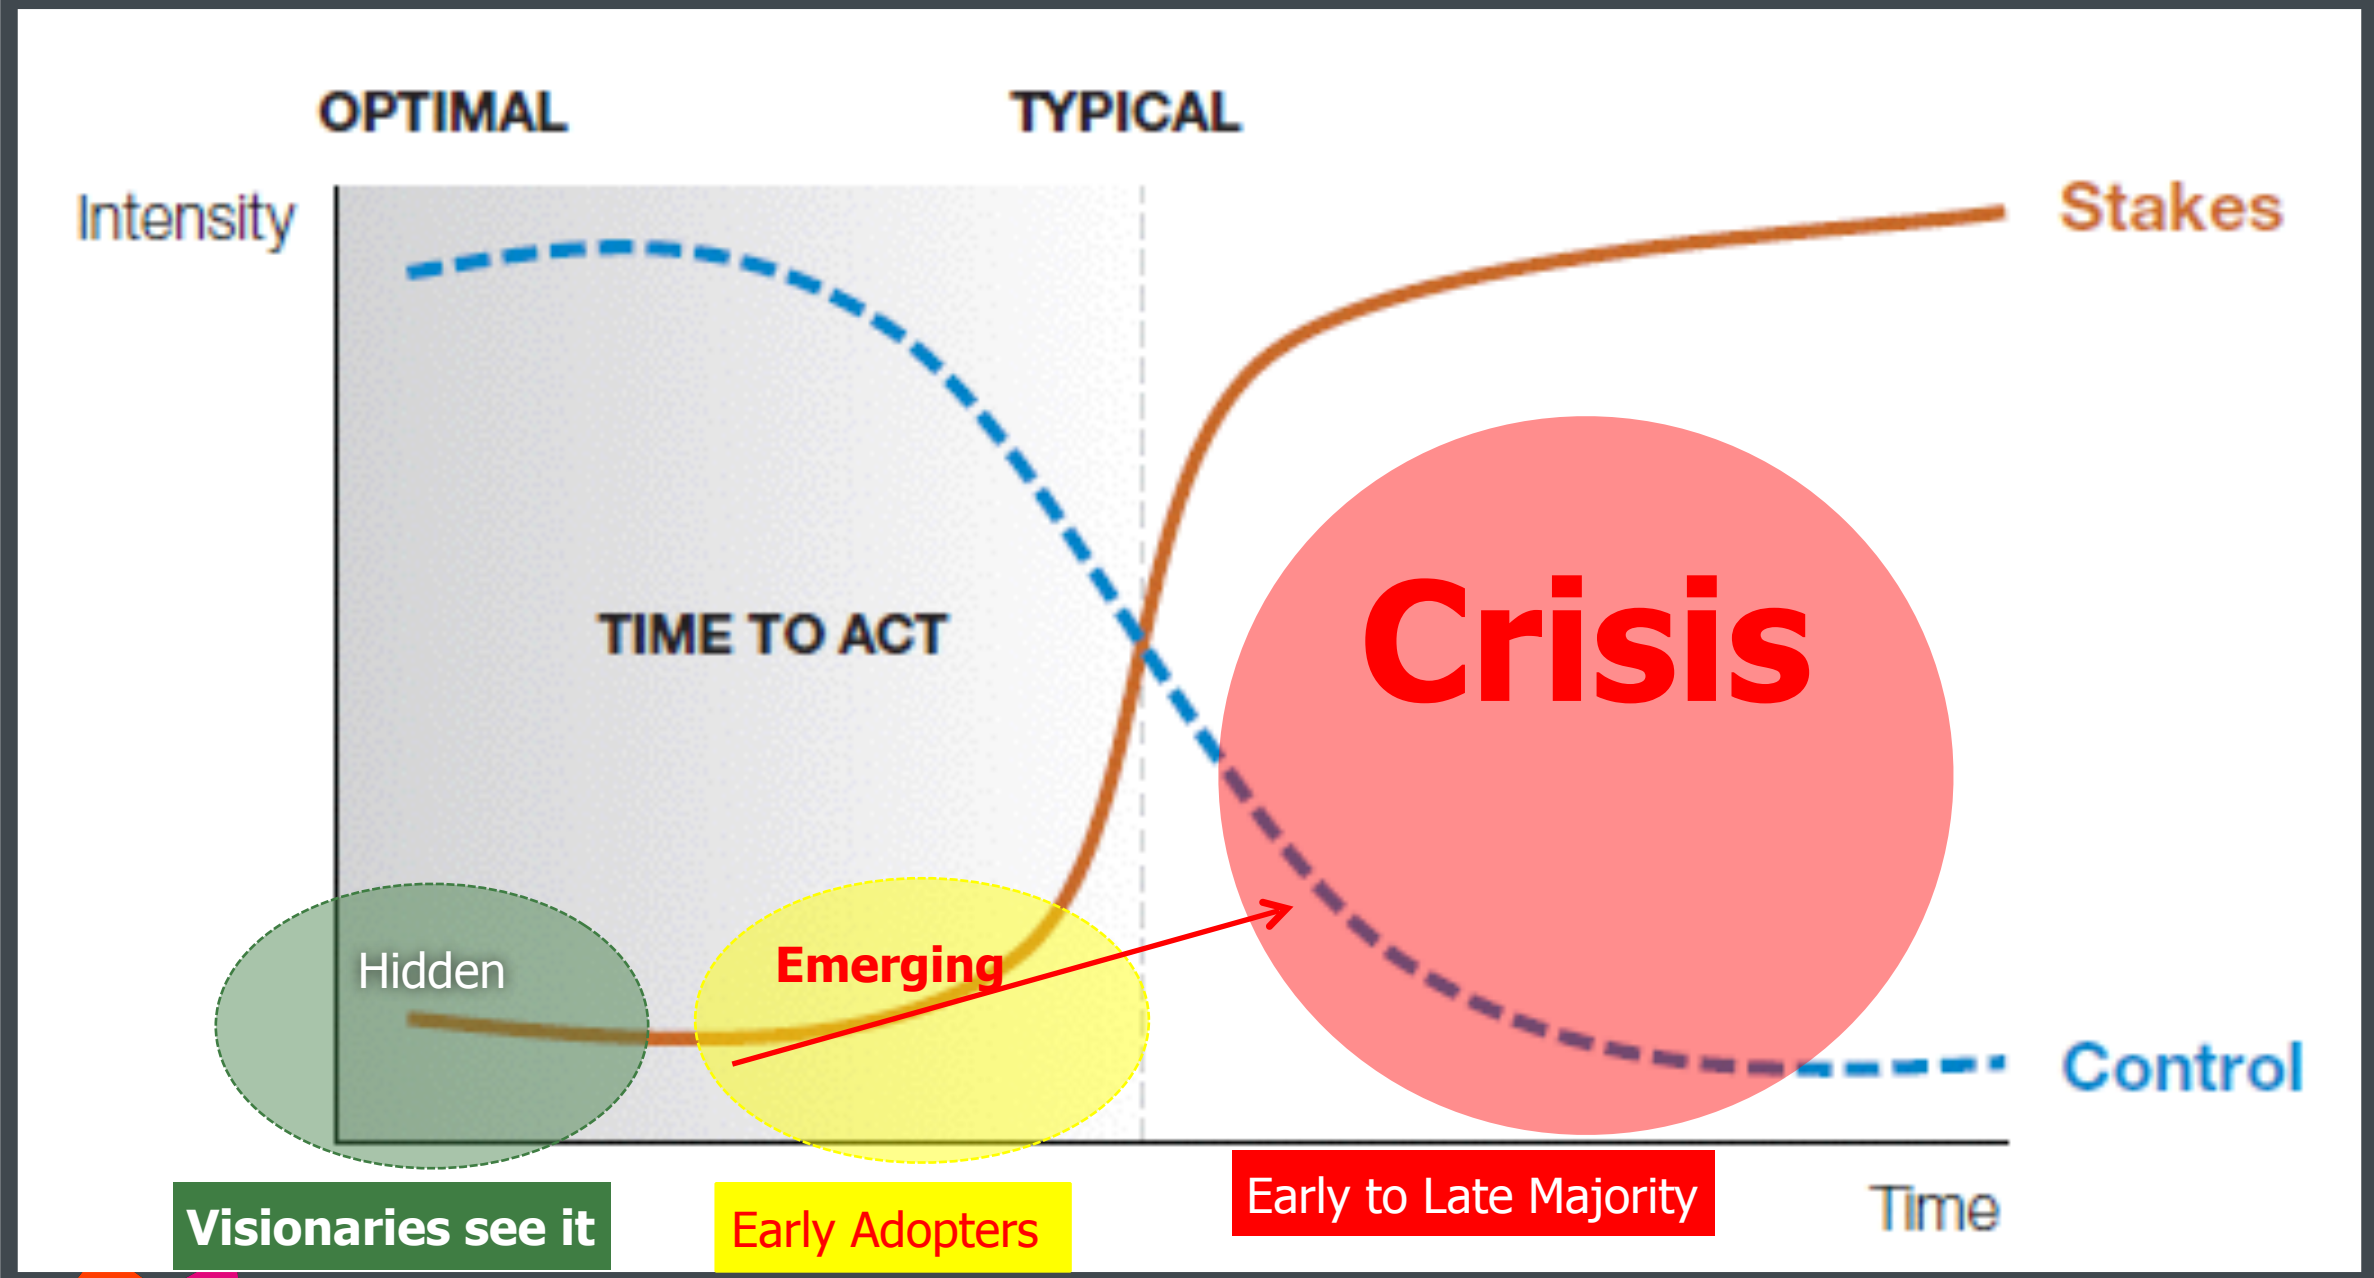 OPTIMAL
TYPICAL
Intensity
Stakes
TIME TO ACT
Crisis
Hidden
Emerging
Control
Visionaries see it
Early Adopters
Early to Late Majority
Time